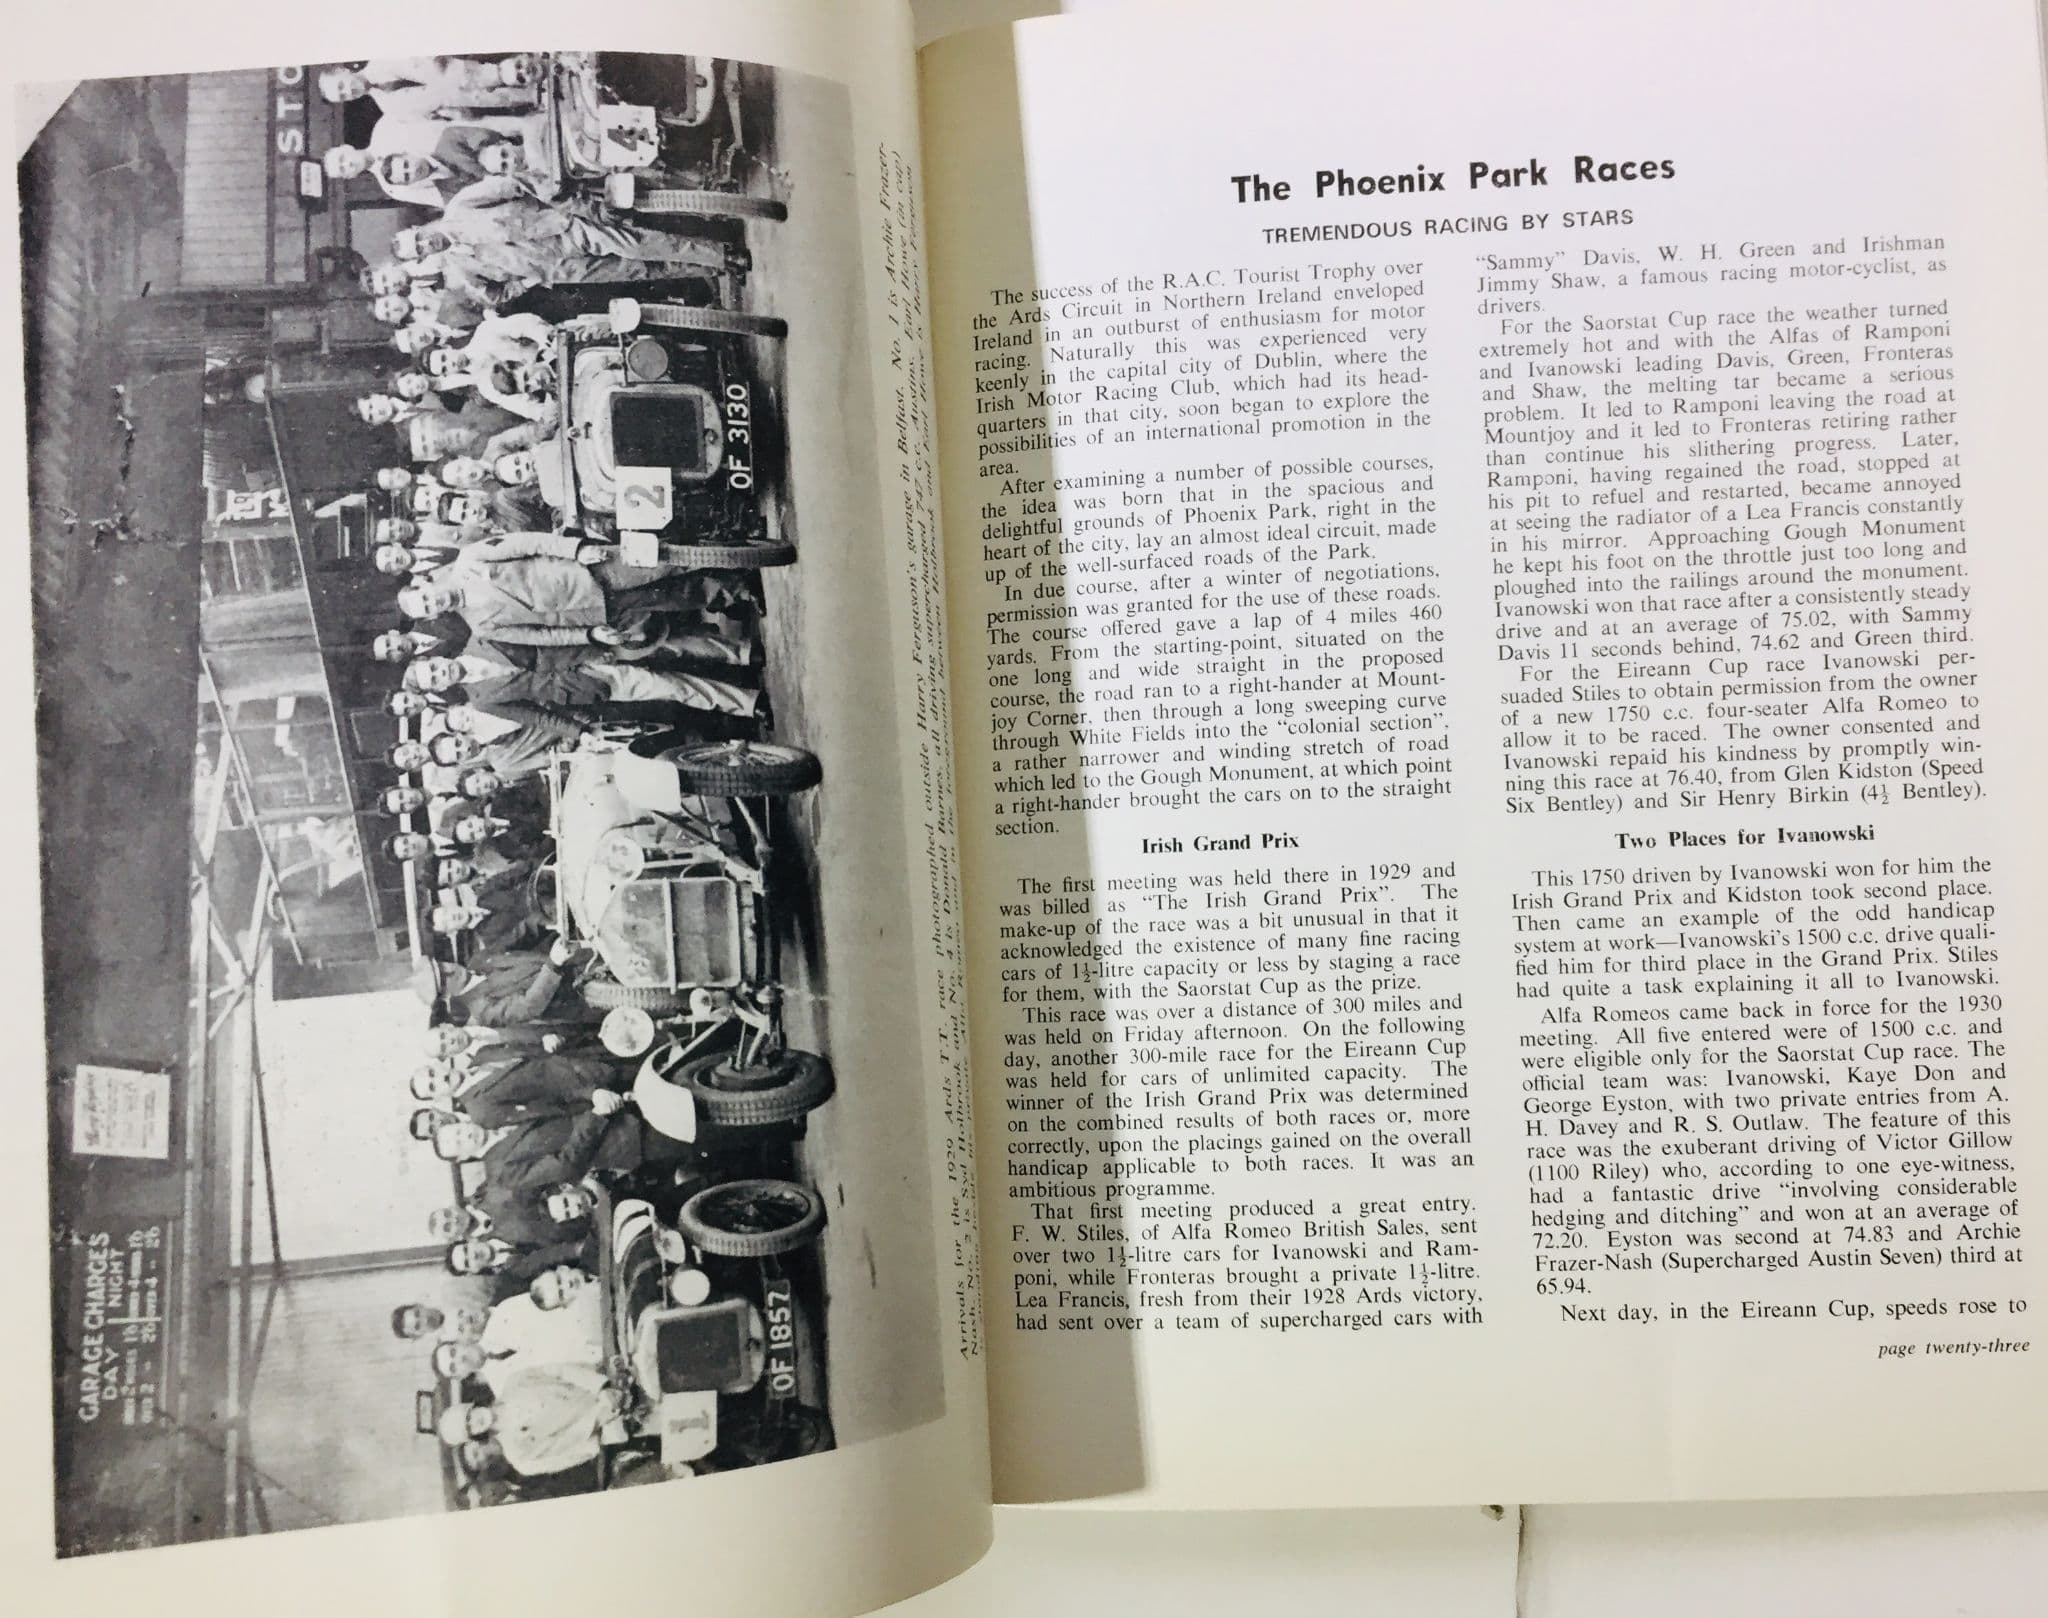 STO
4
2
OF 3130
3
GARAGE CHARGES
DAY NIGHT
OF 1857
1
Arrivals for the 1929 Ards T.T. race photographed outside Harry Ferguson's garage in Belfast. No. 1 is Archie Frazer-
Nash, No. 2 is Syd Holbrook and No. 4 is Donald Barnes, all driving supercharged 747 c.c. Austins. Earl Howe (in cap)
is standing beside his private Alfa Romeo and in the foreground between Holbrook and Earl Howe is Harry Ferguson
The Phoenix Park Races
TREMENDOUS RACING BY STARS
The success of the R.A.C. Tourist Trophy over
the Ards Circuit in Northern Ireland enveloped
Ireland in an outburst of enthusiasm for motor
racing. Naturally this was experienced very
keenly in the capital city of Dublin, where the
Irish Motor Racing Club, which had its head-
quarters in that city, soon began to explore the
possibilities of an international promotion in the
area.
After examining a number of possible courses,
the idea was born that in the spacious and
delightful grounds of Phoenix Park, right in the
heart of the city, lay an almost ideal circuit, made
up of the well-surfaced roads of the Park.
In due course, after a winter of negotiations,
permission was granted for the use of these roads.
The course offered gave a lap of 4 miles 460
yards. From the starting-point, situated on the
one long and wide straight in the proposed
course, the road ran to a right-hander at Mount-
joy Corner, then through a long sweeping curve
through White Fields into the "colonial section",
a rather narrower and winding stretch of road
which led to the Gough Monument, at which point
a right-hander brought the cars on to the straight
section.
Irish Grand Prix
The first meeting was held there in 1929 and
was billed as "The Irish Grand Prix". The
make-up of the race was a bit unusual in that it
acknowledged the existence of many fine racing
cars of 1½-litre capacity or less by staging a race
for them, with the Saorstat Cup as the prize.
This race was over a distance of 300 miles and
was held on Friday afternoon. On the following
day, another 300-mile race for the Eireann Cup
was held for cars of unlimited capacity. The
winner of the Irish Grand Prix was determined
on the combined results of both races or, more
correctly, upon the placings gained on the overall
handicap applicable to both races. It was an
ambitious programme.
That first meeting produced a great entry.
F. W. Stiles, of Alfa Romeo British Sales, sent
over two 1½-litre cars for Ivanowski and Ram-
poni, while Fronteras brought a private 1½-litre.
Lea Francis, fresh from their 1928 Ards victory,
had sent over a team of supercharged cars with
"Sammy" Davis, W. H. Green and Irishman
Jimmy Shaw, a famous racing motor-cyclist, as
drivers.
For the Saorstat Cup race the weather turned
extremely hot and with the Alfas of Ramponi
and Ivanowski leading Davis, Green, Fronteras
and Shaw, the melting tar became a serious
problem. It led to Ramponi leaving the road at
Mountjoy and it led to Fronteras retiring rather
than continue his slithering progress. Later,
Ramponi, having regained the road, stopped at
his pit to refuel and restarted, became annoyed
at seeing the radiator of a Lea Francis constantly
in his mirror. Approaching Gough Monument
he kept his foot on the throttle just too long and
ploughed into the railings around the monument.
Ivanowski won that race after a consistently steady
drive and at an average of 75.02, with Sammy
Davis 11 seconds behind, 74.62 and Green third.
For the Eireann Cup race Ivanowski per-
suaded Stiles to obtain permission from the owner
of a new 1750 c.c. four-seater Alfa Romeo to
allow it to be raced. The owner consented and
Ivanowski repaid his kindness by promptly win-
ning this race at 76.40, from Glen Kidston (Speed
Six Bentley) and Sir Henry Birkin (4½ Bentley).
Two Places for Ivanowski
This 1750 driven by Ivanowski won for him the
Irish Grand Prix and Kidston took second place.
Then came an example of the odd handicap
system at work—Ivanowski's 1500 c.c. drive quali-
fied him for third place in the Grand Prix. Stiles
had quite a task explaining it all to Ivanowski.
Alfa Romeos came back in force for the 1930
meeting. All five entered were of 1500 c.c. and
were eligible only for the Saorstat Cup race. The
official team was: Ivanowski, Kaye Don and
George Eyston, with two private entries from A.
H. Davey and R. S. Outlaw. The feature of this
race was the exuberant driving of Victor Gillow
(1100 Riley) who, according to one eye-witness,
had a fantastic drive "involving considerable
hedging and ditching" and won at an average of
72.20. Eyston was second at 74.83 and Archie
Frazer-Nash (Supercharged Austin Seven) third at
65.94.
Next day, in the Eireann Cup, speeds rose to
page twenty-three